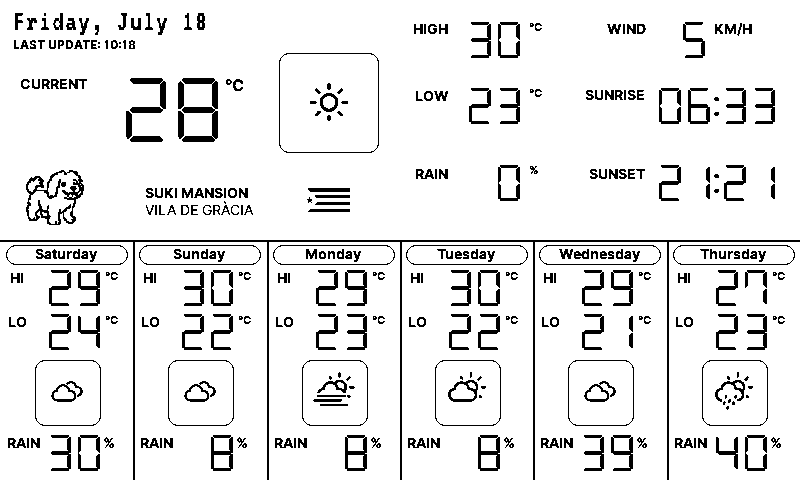 Friday, July 18
LAST UPDATE: 10:18
CURRENT 28 °C
SUKI MANSION
VILA DE GRÀCIA
HIGH 30 °C
LOW 23 °C
RAIN 0 %
WIND 5 KM/H
SUNRISE 06:33
SUNSET 21:21
Saturday
HI 29 °C
LO 24 °C
RAIN 30 %
Sunday
HI 30 °C
LO 22 °C
RAIN 8 %
Monday
HI 29 °C
LO 23 °C
RAIN 8 %
Tuesday
HI 30 °C
LO 22 °C
RAIN 8 %
Wednesday
HI 29 °C
LO 21 °C
RAIN 39 %
Thursday
HI 27 °C
LO 23 °C
RAIN 40 %